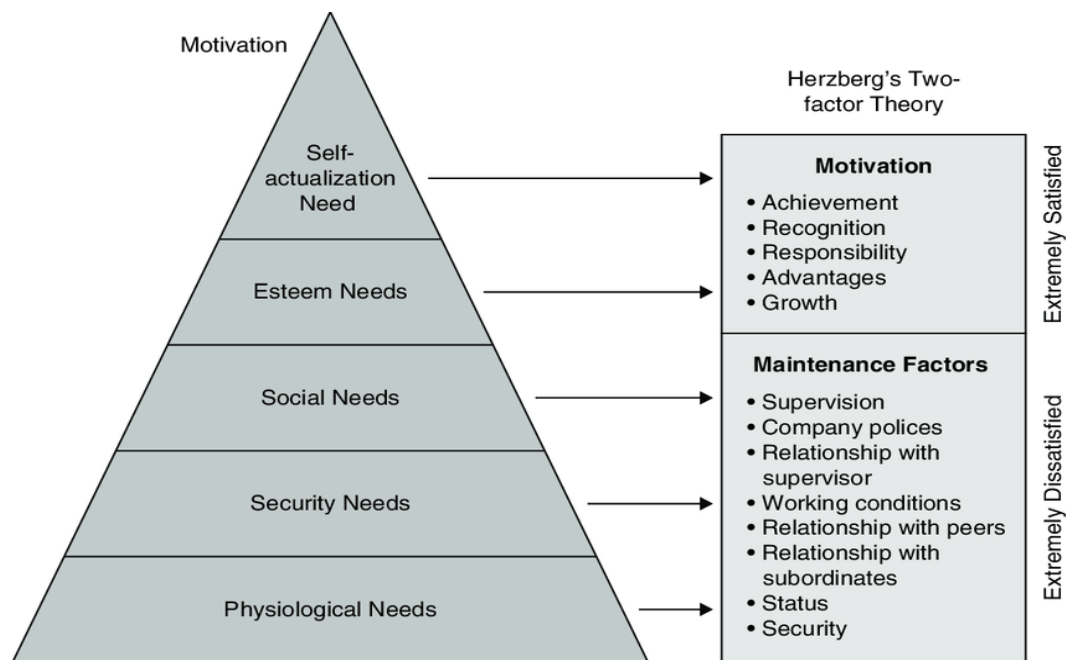 Motivation
Self-
actualization
Need
Esteem Needs
Social Needs
Security Needs
Physiological Needs
Herzberg's Two-
factor Theory
Motivation
• Achievement
• Recognition
• Responsibility
• Advantages
• Growth
Maintenance Factors
• Supervision
• Company polices
• Relationship with
supervisor
• Working conditions
• Relationship with peers
• Relationship with
subordinates
• Status
• Security
Extremely Satisfied
Extremely Dissatisfied